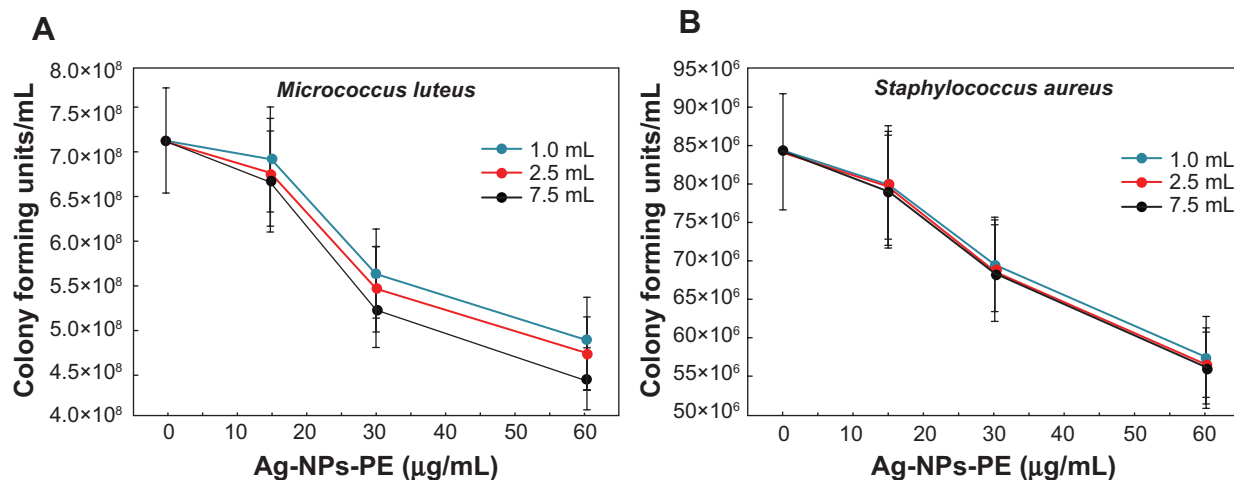 A
Colony forming units/mL
8.0×10⁸
7.5×10⁸
7.0×10⁸
6.5×10⁸
6.0×10⁸
5.5×10⁸
5.0×10⁸
4.5×10⁸
4.0×10⁸
Micrococcus luteus
1.0 mL
2.5 mL
7.5 mL
0 10 20 30 40 50 60
Ag-NPs-PE (μg/mL)
B
Colony forming units/mL
95×10⁶
90×10⁶
85×10⁶
80×10⁶
75×10⁶
70×10⁶
65×10⁶
60×10⁶
55×10⁶
50×10⁶
Staphylococcus aureus
1.0 mL
2.5 mL
7.5 mL
0 10 20 30 40 50 60
Ag-NPs-PE (μg/mL)